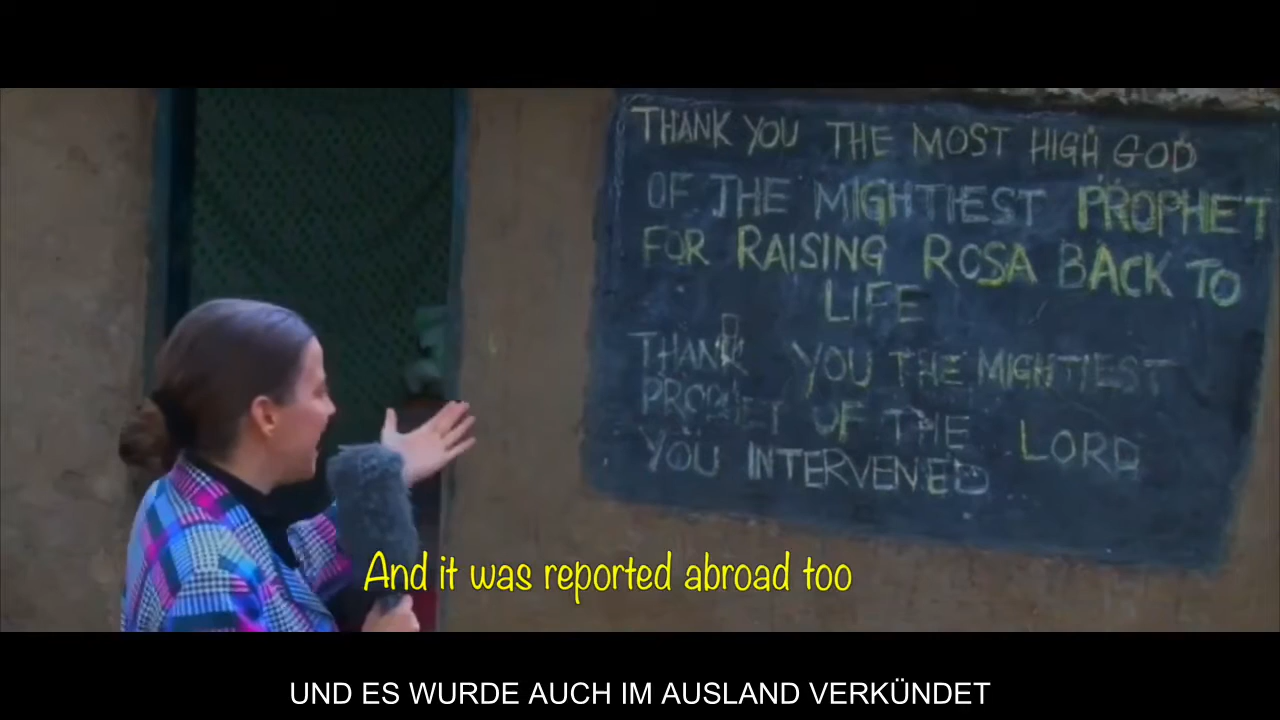 THANK YOU THE MOST HIGH GOD
OF THE MIGHTIEST PROPHET
FOR RAISING ROSA BACK TO
LIFE
THANK YOU THE MIGHTIEST
PROPHET OF THE LORD
YOU INTERVENED
And it was reported abroad too
UND ES WURDE AUCH IM AUSLAND VERKÜNDET